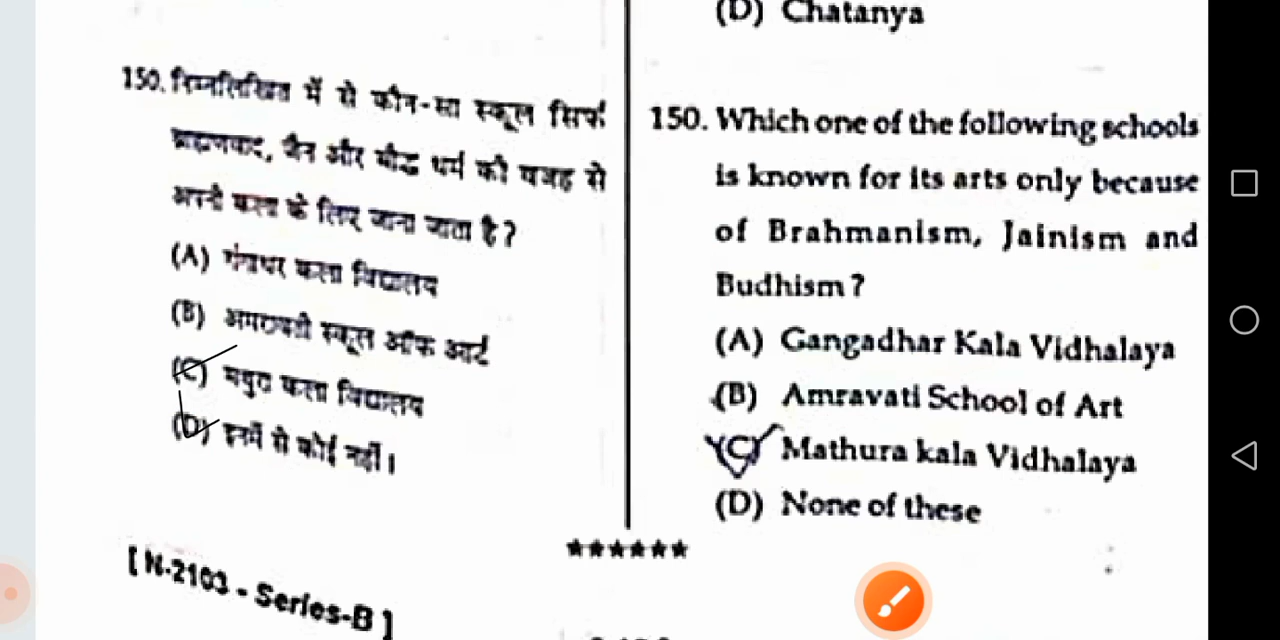 (D) Chatanya
150. निम्नलिखित में से कौन-सा स्कूल सिर्फ
ब्राह्मणवाद, जैन और बौद्ध धर्म की वजह से
अपनी कला के लिए जाना जाता है?
(A) गंगाधर कला विद्यालय
(B) अमरावती स्कूल ऑफ आर्ट
(C) मथुरा कला विद्यालय
(D) इनमें से कोई नहीं।
[ N-2103 - Series-B ]
150. Which one of the following schools
is known for its arts only because
of Brahmanism, Jainism and
Budhism?
(A) Gangadhar Kala Vidhalaya
(B) Amravati School of Art
(C) Mathura kala Vidhalaya
(D) None of these
******